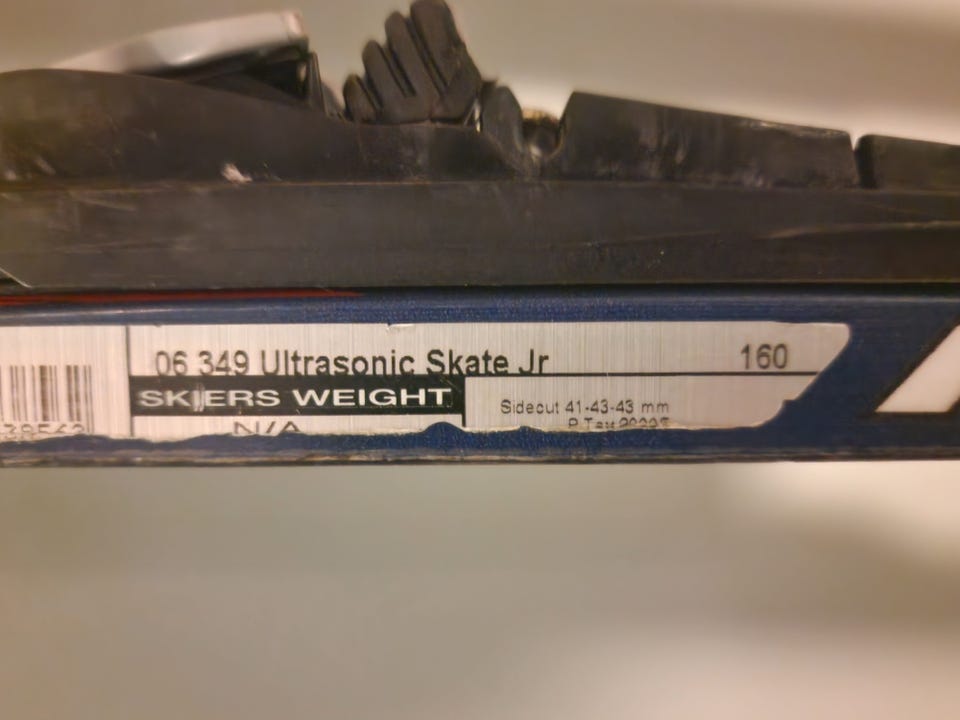 06 349 Ultrasonic Skate Jr 160
SKIERS WEIGHT
Sidecut 41-43-43 mm
N/A